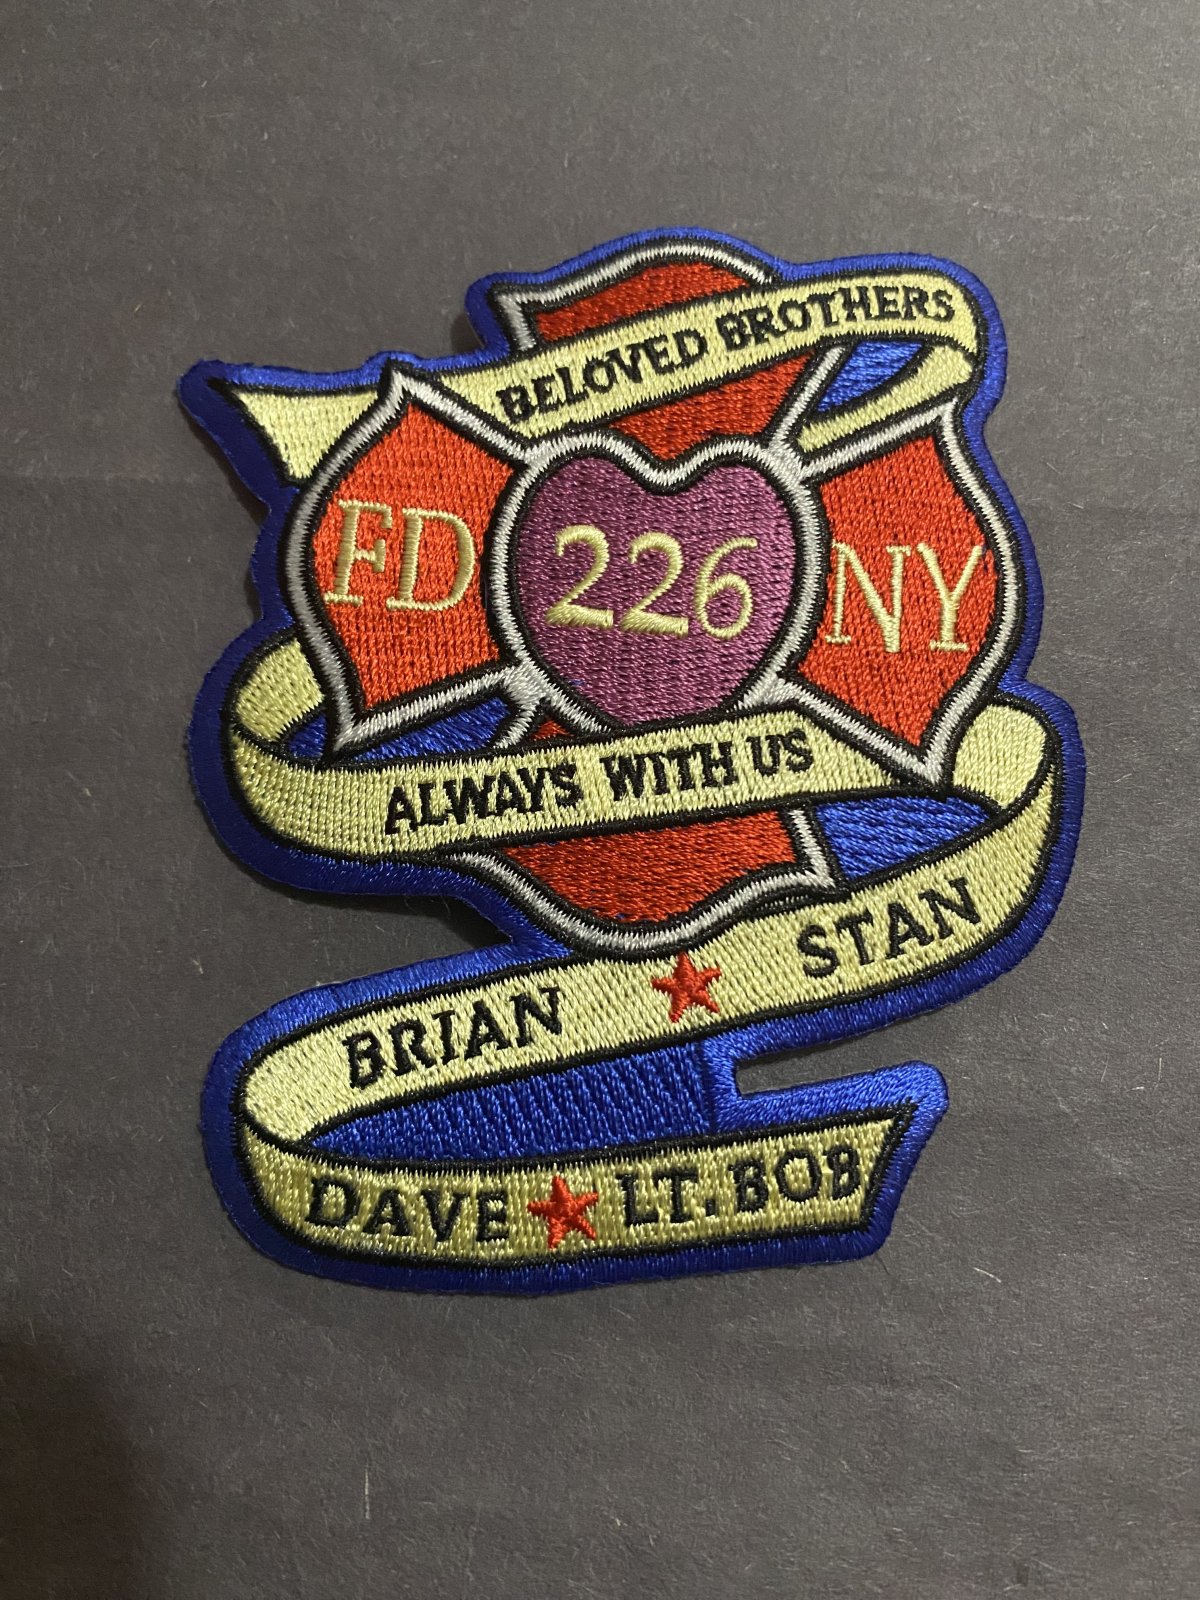 BELOVED BROTHERS
FD 226 NY
ALWAYS WITH US
BRIAN STAN
DAVE LT. BOB